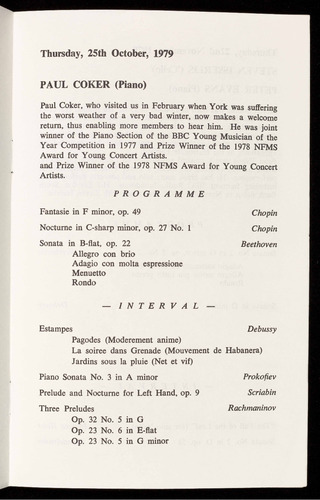 Thursday, 25th October, 1979
PAUL COKER (Piano)
Paul Coker, who visited us in February when York was suffering
the worst weather of a very bad winter, now makes a welcome
return, thus enabling more members to hear him. He was joint
winner of the Piano Section of the BBC Young Musician of the
Year Competition in 1977 and Prize Winner of the 1978 NFMS
Award for Young Concert Artists.
and Prize Winner of the 1978 NFMS Award for Young Concert
Artists.
PROGRAMME
Fantasie in F minor, op. 49 Chopin
Nocturne in C-sharp minor, op. 27 No. 1 Chopin
Sonata in B-flat, op. 22 Beethoven
Allegro con brio
Adagio con molta espressione
Menuetto
Rondo
— INTERVAL —
Estampes Debussy
Pagodes (Moderement anime)
La soiree dans Grenade (Mouvement de Habanera)
Jardins sous la pluie (Net et vif)
Piano Sonata No. 3 in A minor Prokofiev
Prelude and Nocturne for Left Hand, op. 9 Scriabin
Three Preludes Rachmaninov
Op. 32 No. 5 in G
Op. 23 No. 6 in E-flat
Op. 23 No. 5 in G minor